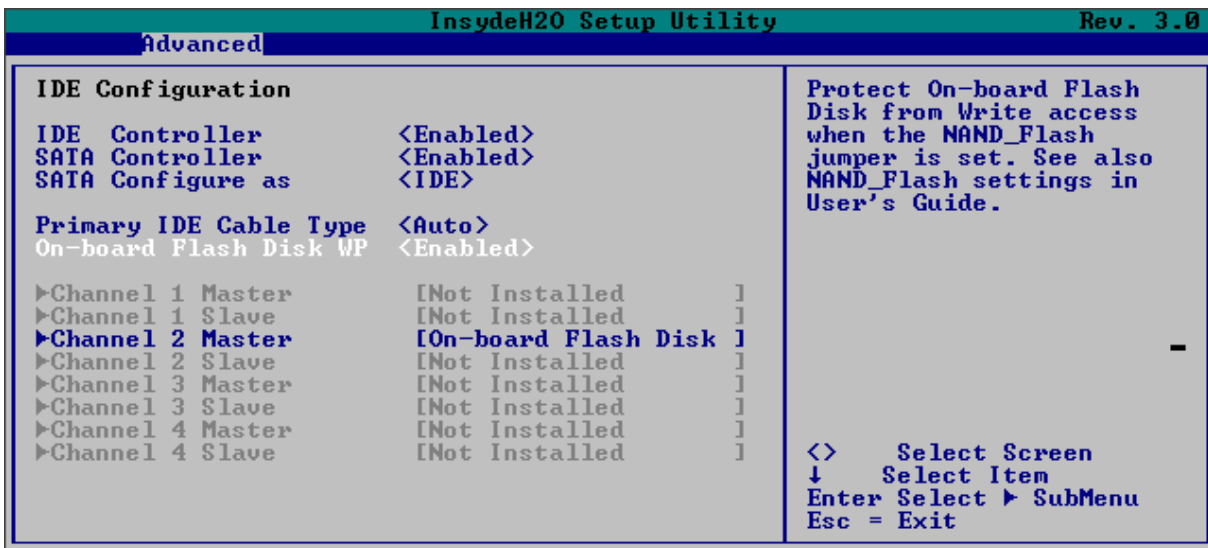 InsydeH2O Setup Utility Rev. 3.0
Advanced
IDE Configuration
IDE Controller <Enabled>
SATA Controller <Enabled>
SATA Configure as <IDE>
Primary IDE Cable Type <Auto>
On-board Flash Disk WP <Enabled>
►Channel 1 Master [Not Installed ]
►Channel 1 Slave [Not Installed ]
►Channel 2 Master [On-board Flash Disk ]
►Channel 2 Slave [Not Installed ]
►Channel 3 Master [Not Installed ]
►Channel 3 Slave [Not Installed ]
►Channel 4 Master [Not Installed ]
►Channel 4 Slave [Not Installed ]
Protect On-board Flash
Disk from Write access
when the NAND_Flash
jumper is set. See also
NAND_Flash settings in
User's Guide.
<> Select Screen
↓ Select Item
Enter Select ► SubMenu
Esc = Exit